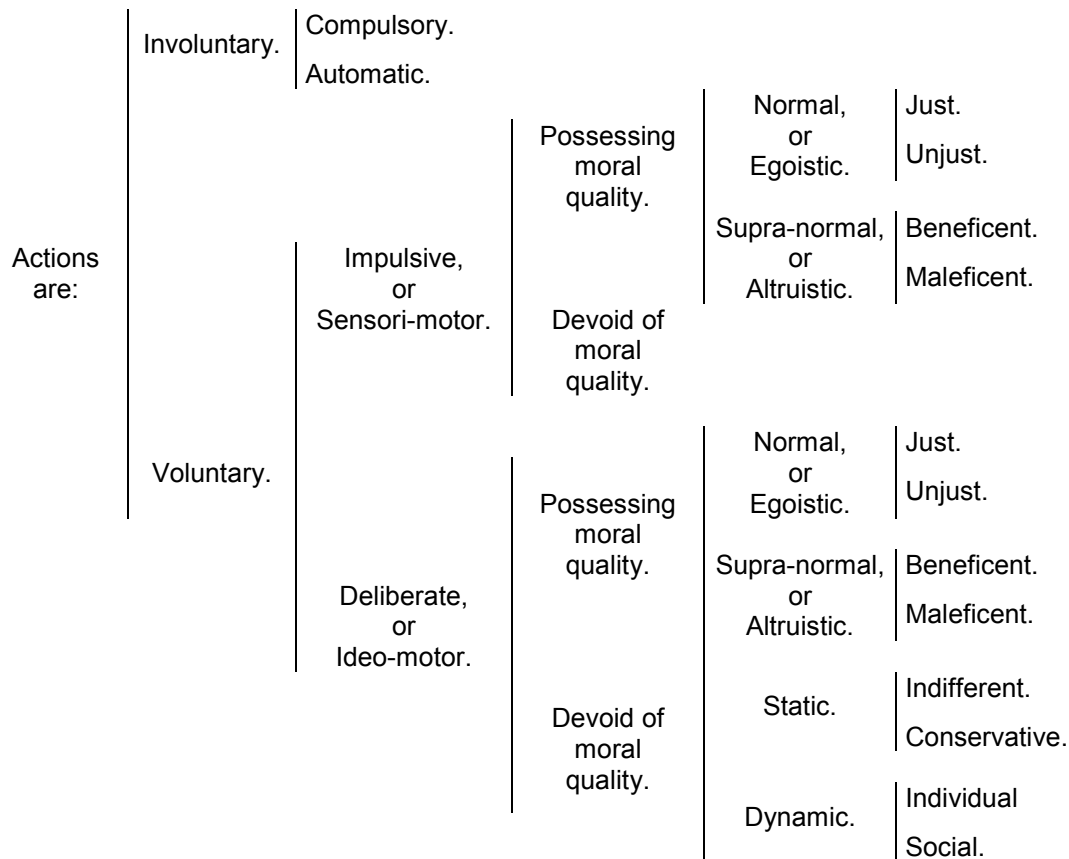 Actions
are:
Involuntary.
Compulsory.
Automatic.
Voluntary.
Impulsive,
or
Sensori-motor.
Possessing
moral
quality.
Normal,
or
Egoistic.
Just.
Unjust.
Supra-normal,
or
Altruistic.
Beneficent.
Maleficent.
Devoid of
moral
quality.
Deliberate,
or
Ideo-motor.
Possessing
moral
quality.
Normal,
or
Egoistic.
Just.
Unjust.
Supra-normal,
or
Altruistic.
Beneficent.
Maleficent.
Devoid of
moral
quality.
Static.
Indifferent.
Conservative.
Dynamic.
Individual
Social.